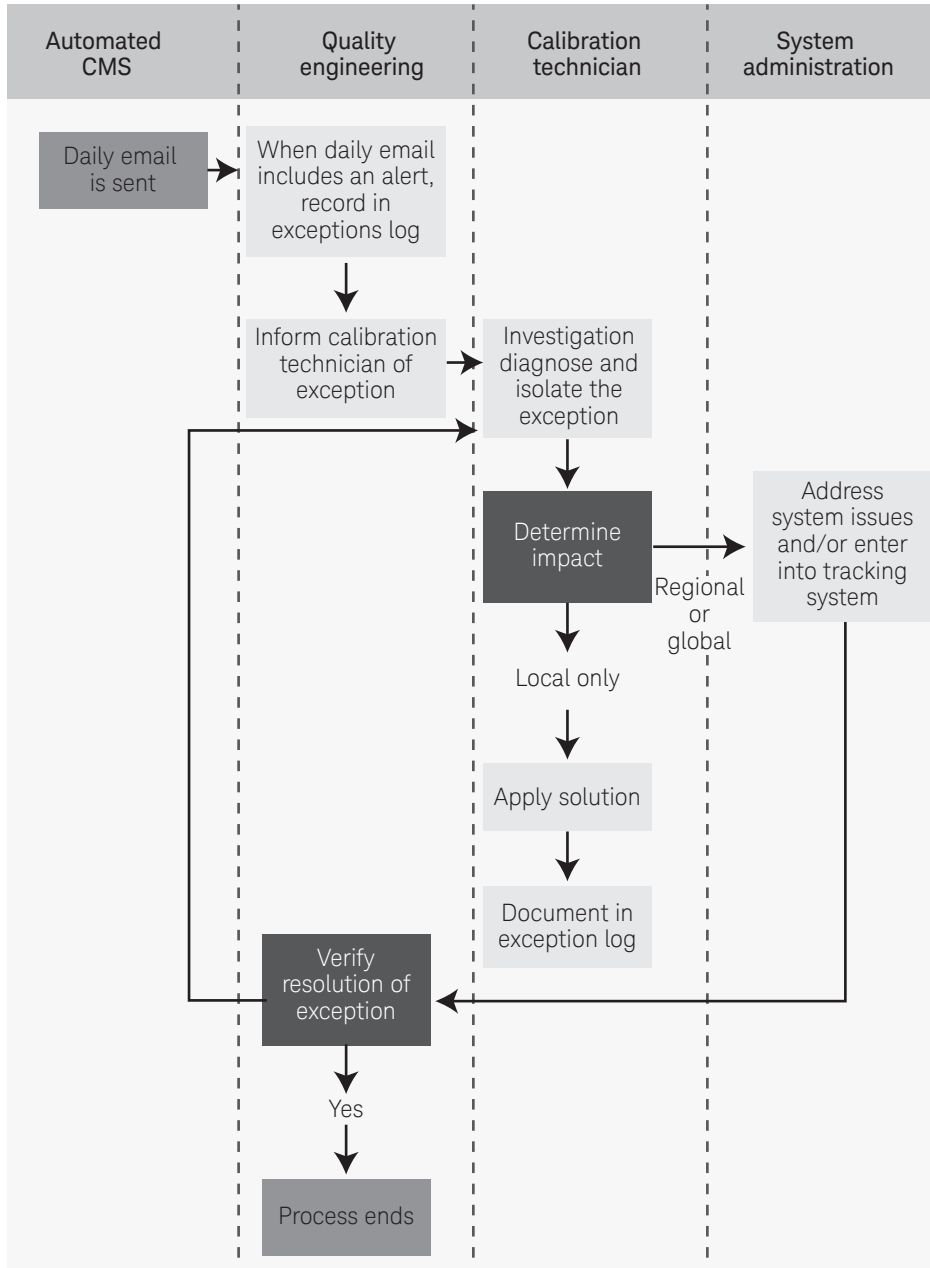 Automated
CMS
Quality
engineering
Calibration
technician
System
administration
Daily email
is sent
When daily email
includes an alert,
record in
exceptions log
Inform calibration
technician of
exception
Investigation
diagnose and
isolate the
exception
Determine
impact
Regional
or
global
Address
system issues
and/or enter
into tracking
system
Local only
Apply solution
Document in
exception log
Verify
resolution of
exception
Yes
Process ends